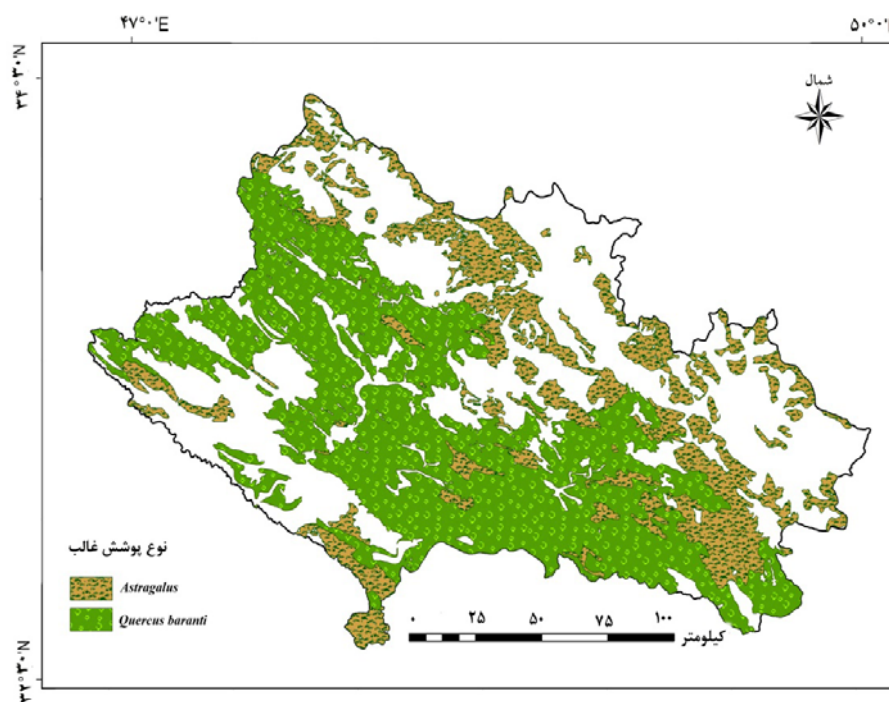 ۴۷°۰'E
۵۰°۰'E
۳۴°۳۰'N
شمال
نوع پوشش غالب
Astragalus
Quercus baranti
۰ ۲۵ ۵۰ ۷۵ ۱۰۰
کیلومتر
۳۲°۳۰'N